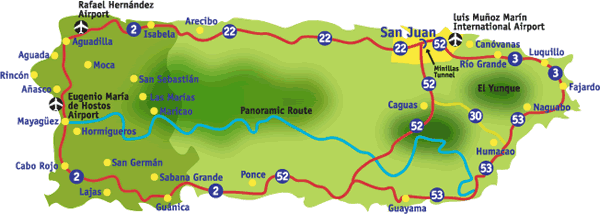 Rafael Hernández
Airport
Aguadilla
2
Isabela
Arecibo
22
22
San Juan
22
52
luis Muñoz Marín
International Airport
Minillas
Tunnel
Canóvanas
Río Grande
Luquillo
3
3
Fajardo
Aguada
Moca
Rincón
Añasco
San Sebastián
Las Marías
Maricao
Eugenio María
de Hostos
Airport
Mayagüez
Hormigueros
Panoramic Route
El Yunque
Caguas
52
52
30
Naguabo
53
Humacao
53
Cabo Rojo
2
San Germán
Sabana Grande
Lajas
Guánica
2
Ponce
52
Guayama
53